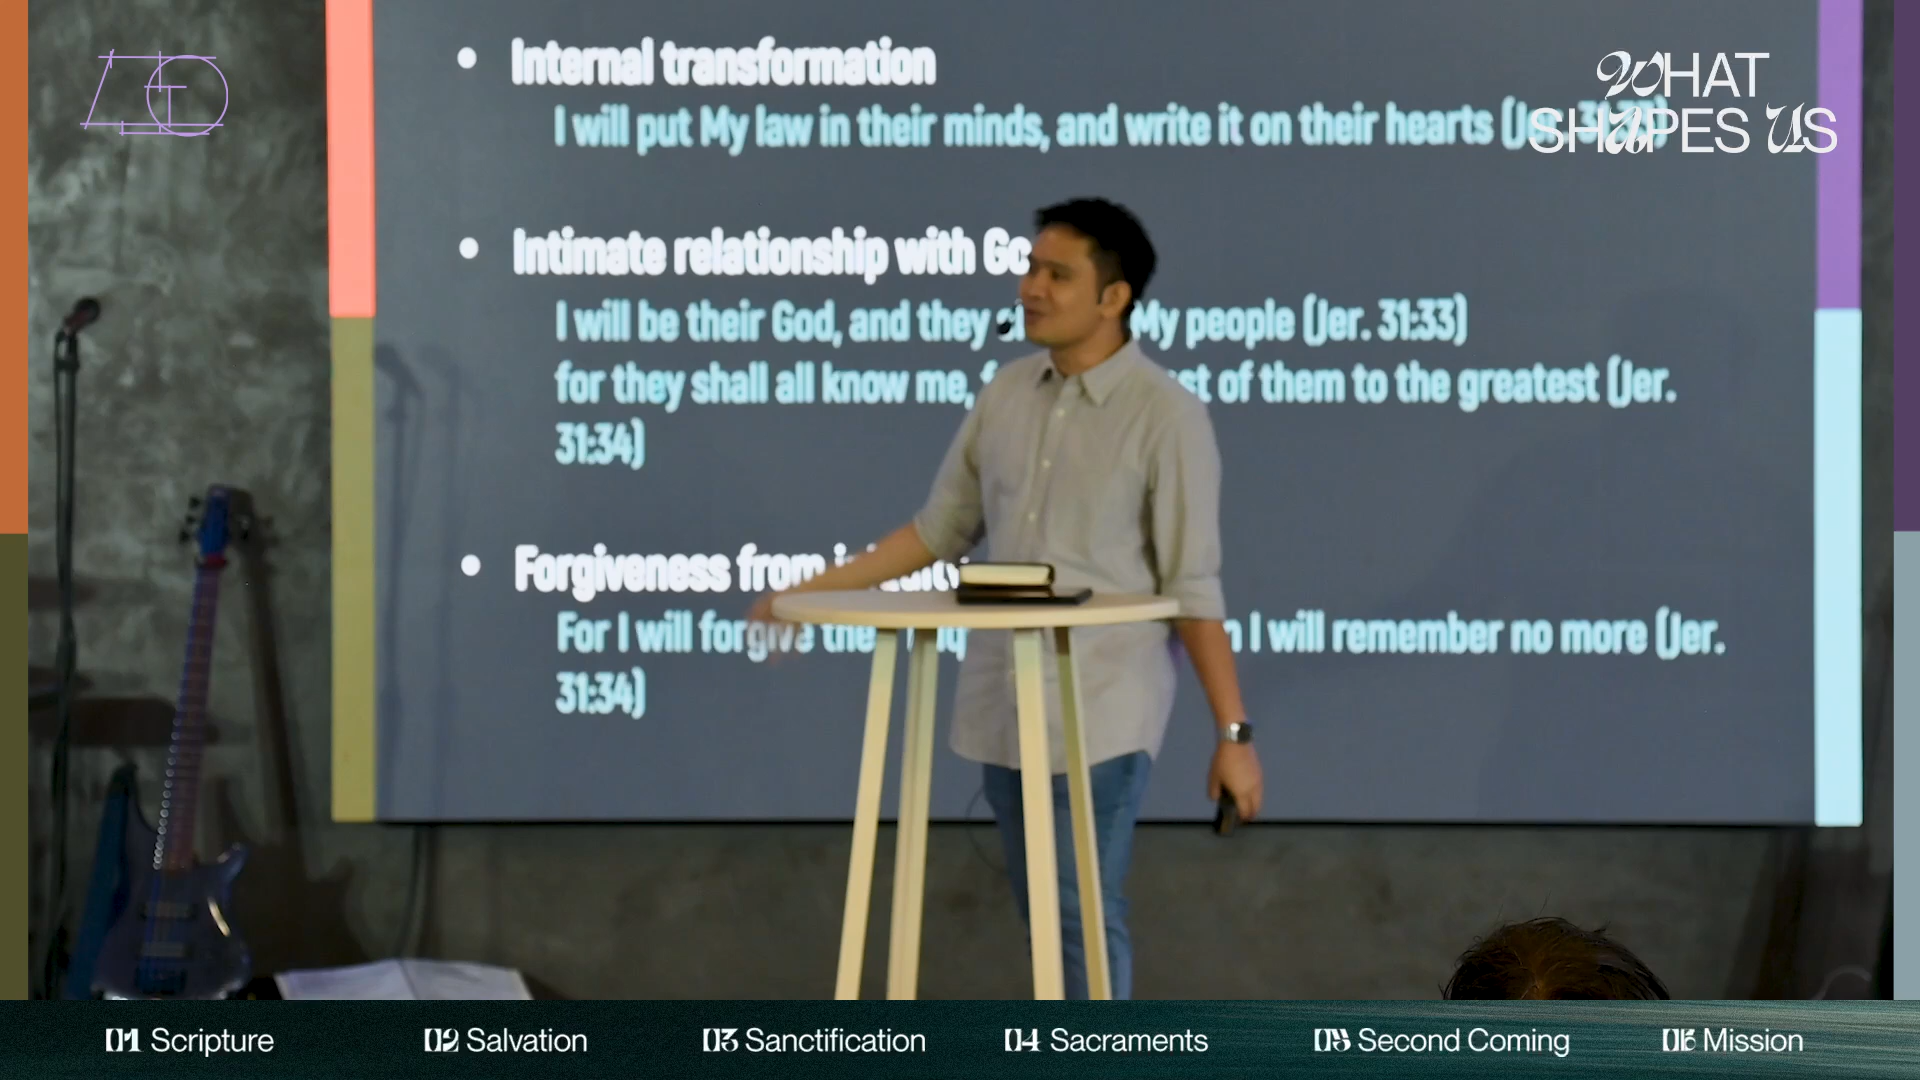 Internal transformation
I will put My law in their minds, and write it on their hearts
WHAT
SHAPES US
Intimate relationship with
I will be their God, and they My people (Jer. 31:33)
for they shall all know me, of them to the greatest (Jer.
31:34)
Forgiveness from
For I will forgive I will remember no more (Jer.
31:34)
01 Scripture
02 Salvation
03 Sanctification
04 Sacraments
05 Second Coming
06 Mission